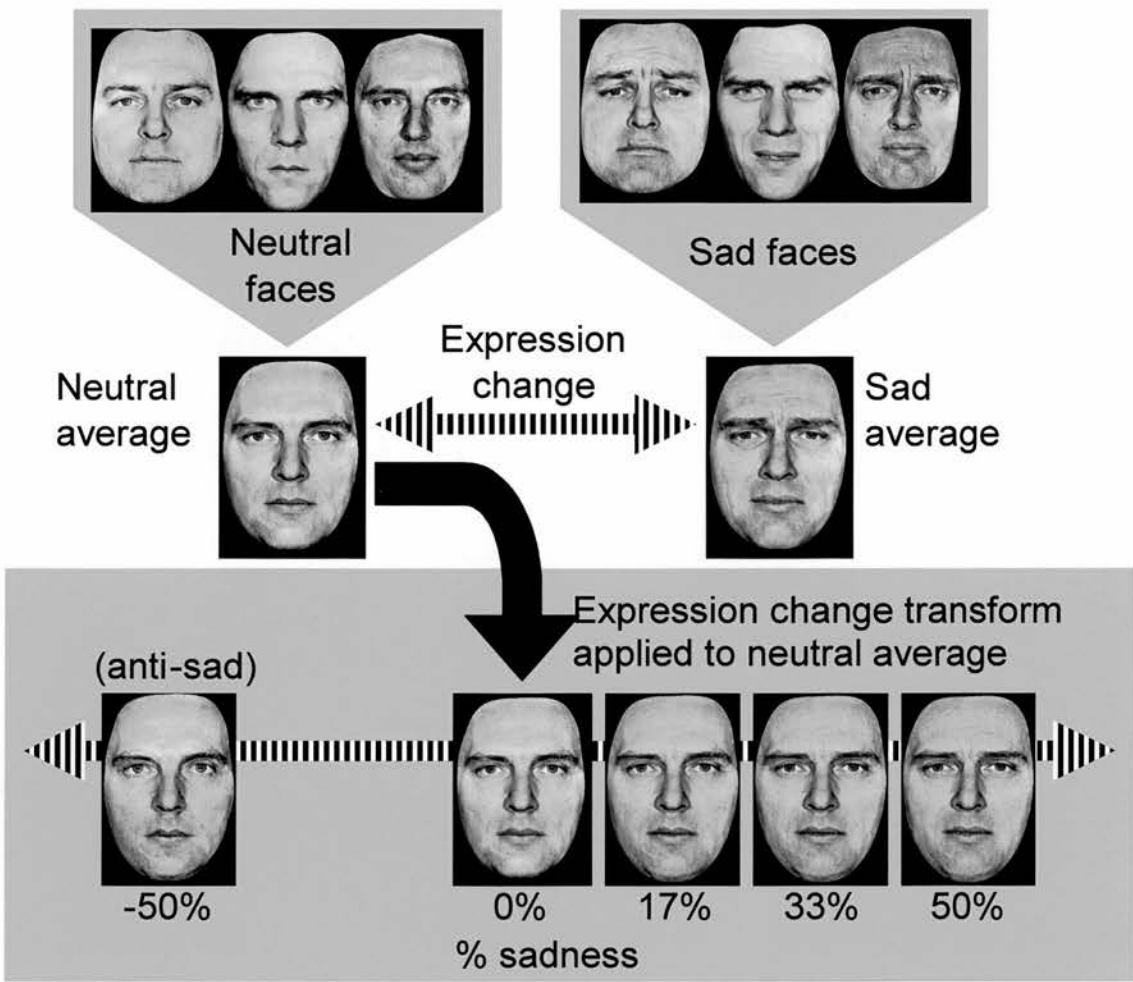 Neutral
faces
Sad faces
Neutral
average
Expression
change
Sad
average
Expression change transform
applied to neutral average
(anti-sad)
-50%
0%
17%
33%
50%
% sadness